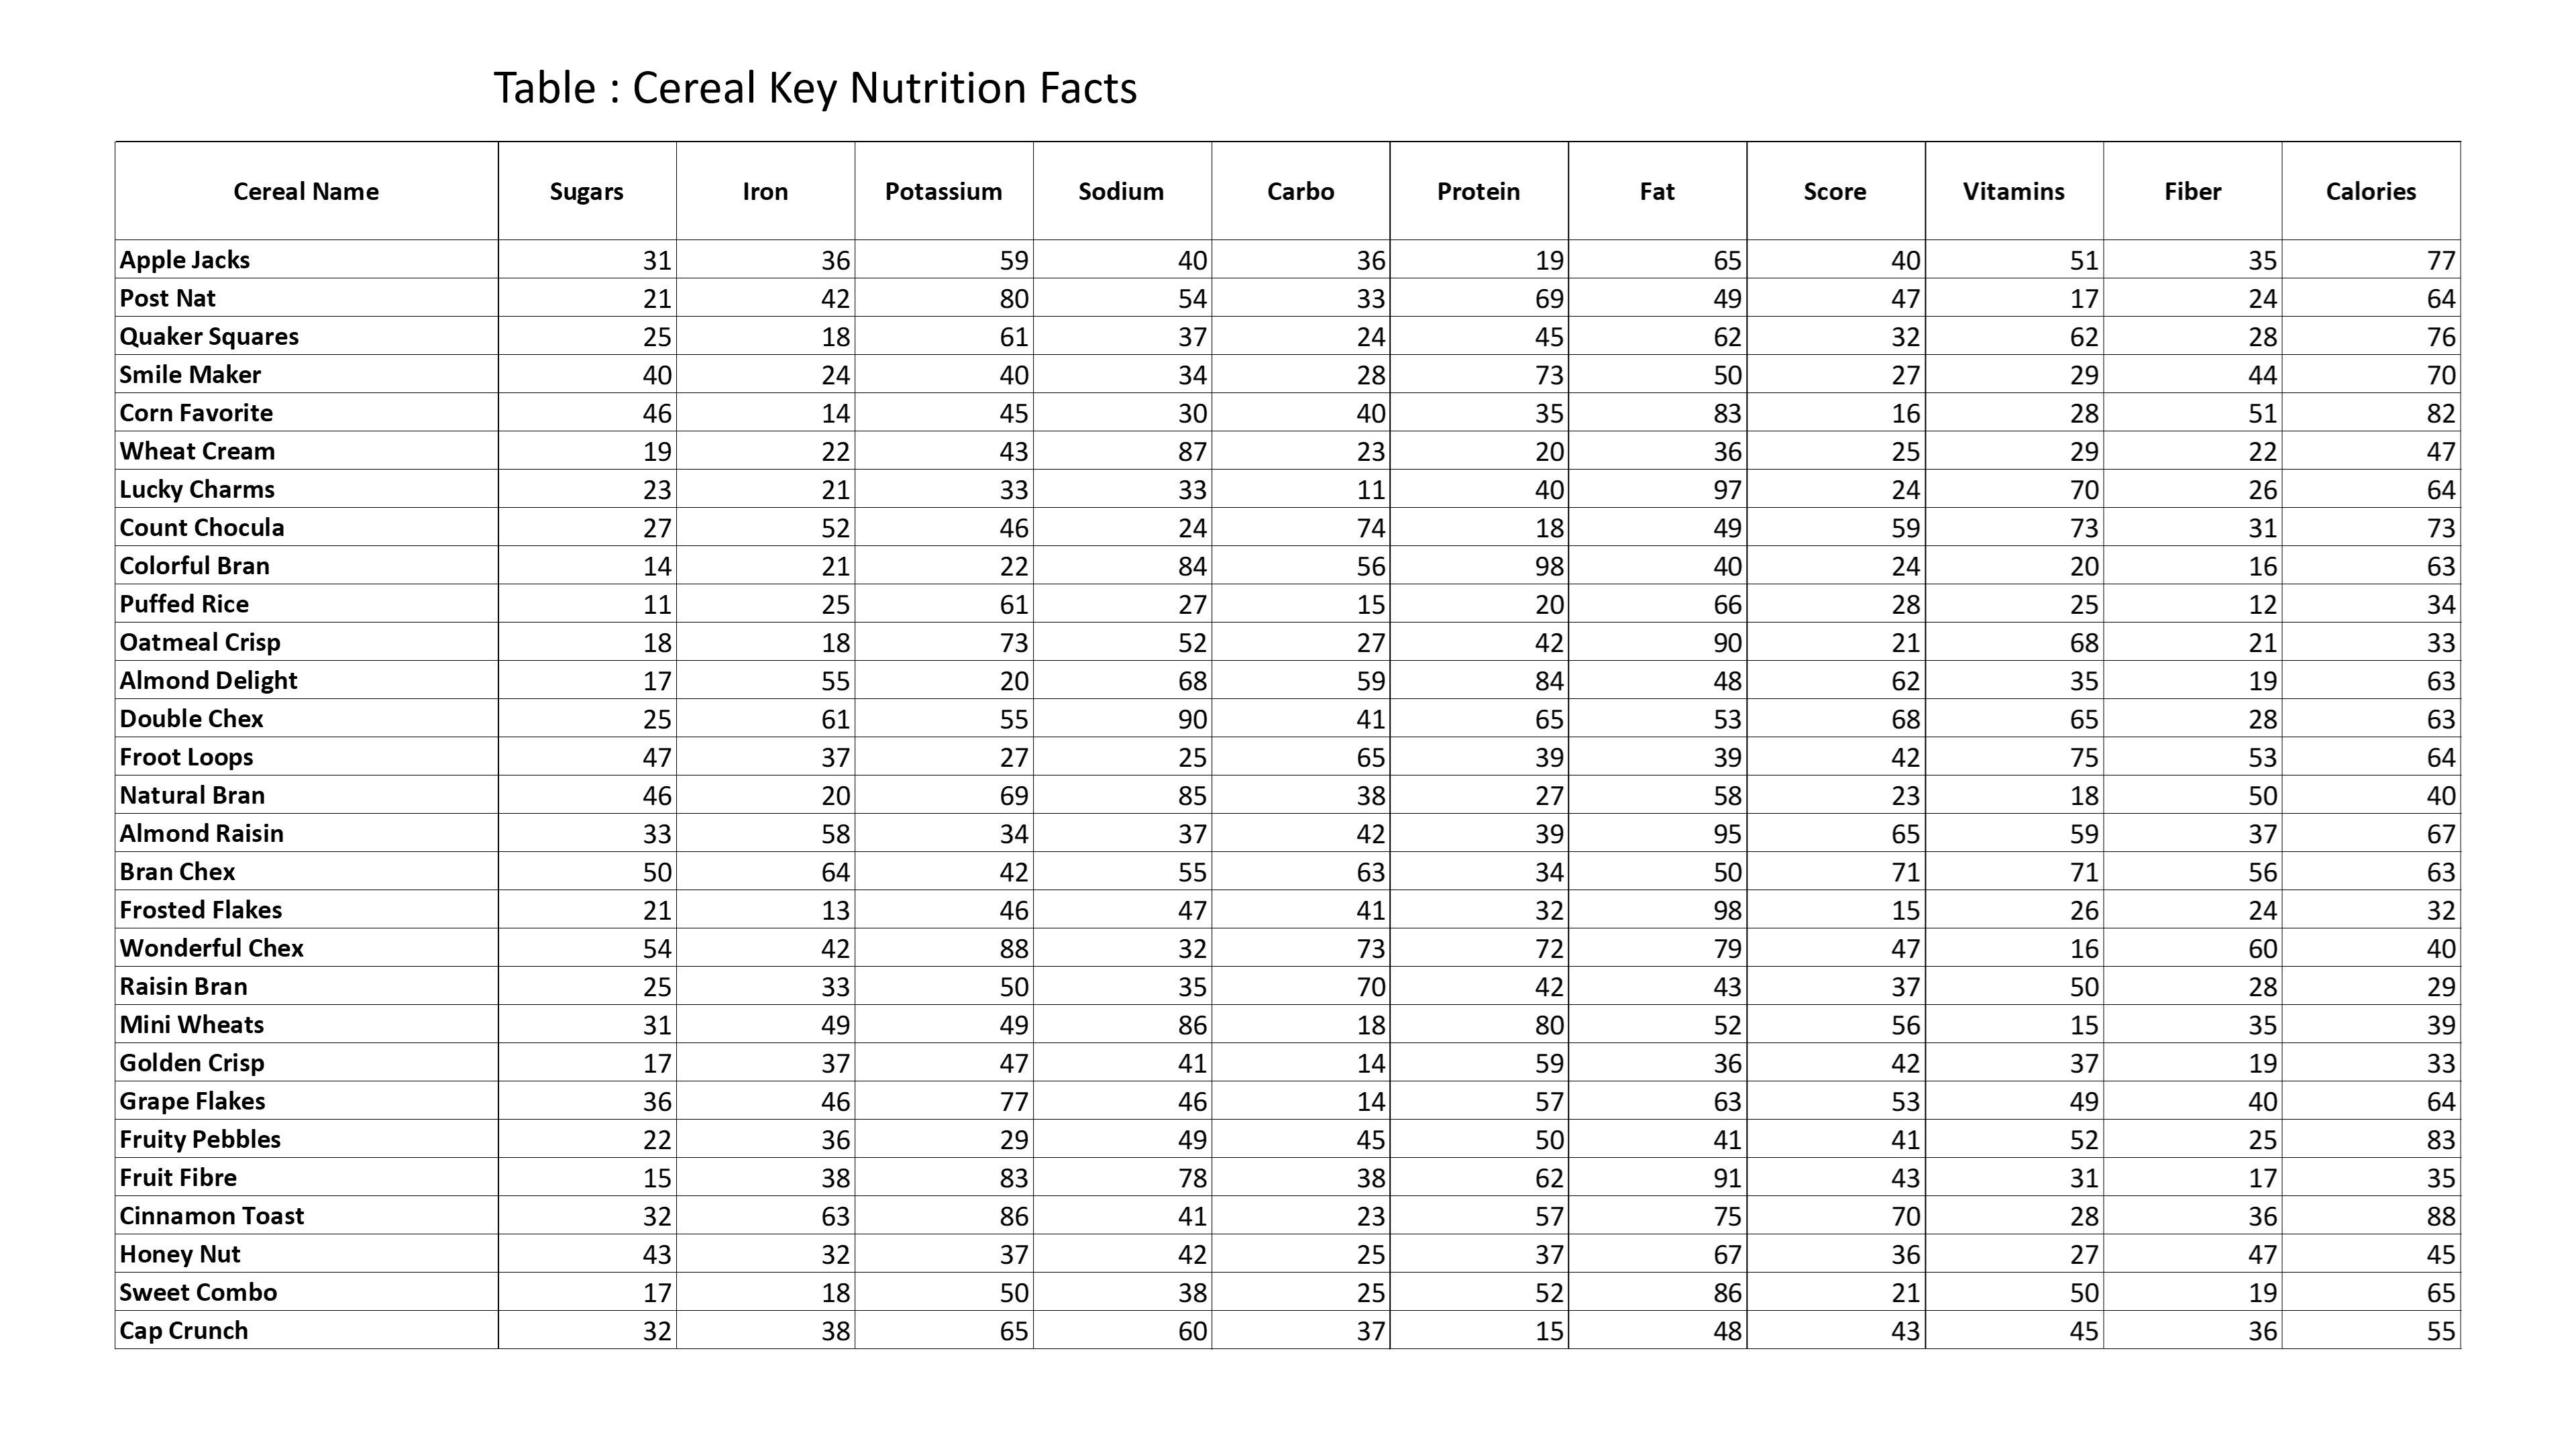 Table : Cereal Key Nutrition Facts
Cereal Name Sugars Iron Potassium Sodium Carbo Protein Fat Score Vitamins Fiber Calories
Apple Jacks 31 36 59 40 36 19 65 40 51 35 77
Post Nat 21 42 80 54 33 69 49 47 17 24 64
Quaker Squares 25 18 61 37 24 45 62 32 62 28 76
Smile Maker 40 24 40 34 28 73 50 27 29 44 70
Corn Favorite 46 14 45 30 40 35 83 16 28 51 82
Wheat Cream 19 22 43 87 23 20 36 25 29 22 47
Lucky Charms 23 21 33 33 11 40 97 24 70 26 64
Count Chocula 27 52 46 24 74 18 49 59 73 31 73
Colorful Bran 14 21 22 84 56 98 40 24 20 16 63
Puffed Rice 11 25 61 27 15 20 66 28 25 12 34
Oatmeal Crisp 18 18 73 52 27 42 90 21 68 21 33
Almond Delight 17 55 20 68 59 84 48 62 35 19 63
Double Chex 25 61 55 90 41 65 53 68 65 28 63
Froot Loops 47 37 27 25 65 39 39 42 75 53 64
Natural Bran 46 20 69 85 38 27 58 23 18 50 40
Almond Raisin 33 58 34 37 42 39 95 65 59 37 67
Bran Chex 50 64 42 55 63 34 50 71 71 56 63
Frosted Flakes 21 13 46 47 41 32 98 15 26 24 32
Wonderful Chex 54 42 88 32 73 72 79 47 16 60 40
Raisin Bran 25 33 50 35 70 42 43 37 50 28 29
Mini Wheats 31 49 49 86 18 80 52 56 15 35 39
Golden Crisp 17 37 47 41 14 59 36 42 37 19 33
Grape Flakes 36 46 77 46 14 57 63 53 49 40 64
Fruity Pebbles 22 36 29 49 45 50 41 41 52 25 83
Fruit Fibre 15 38 83 78 38 62 91 43 31 17 35
Cinnamon Toast 32 63 86 41 23 57 75 70 28 36 88
Honey Nut 43 32 37 42 25 37 67 36 27 47 45
Sweet Combo 17 18 50 38 25 52 86 21 50 19 65
Cap Crunch 32 38 65 60 37 15 48 43 45 36 55